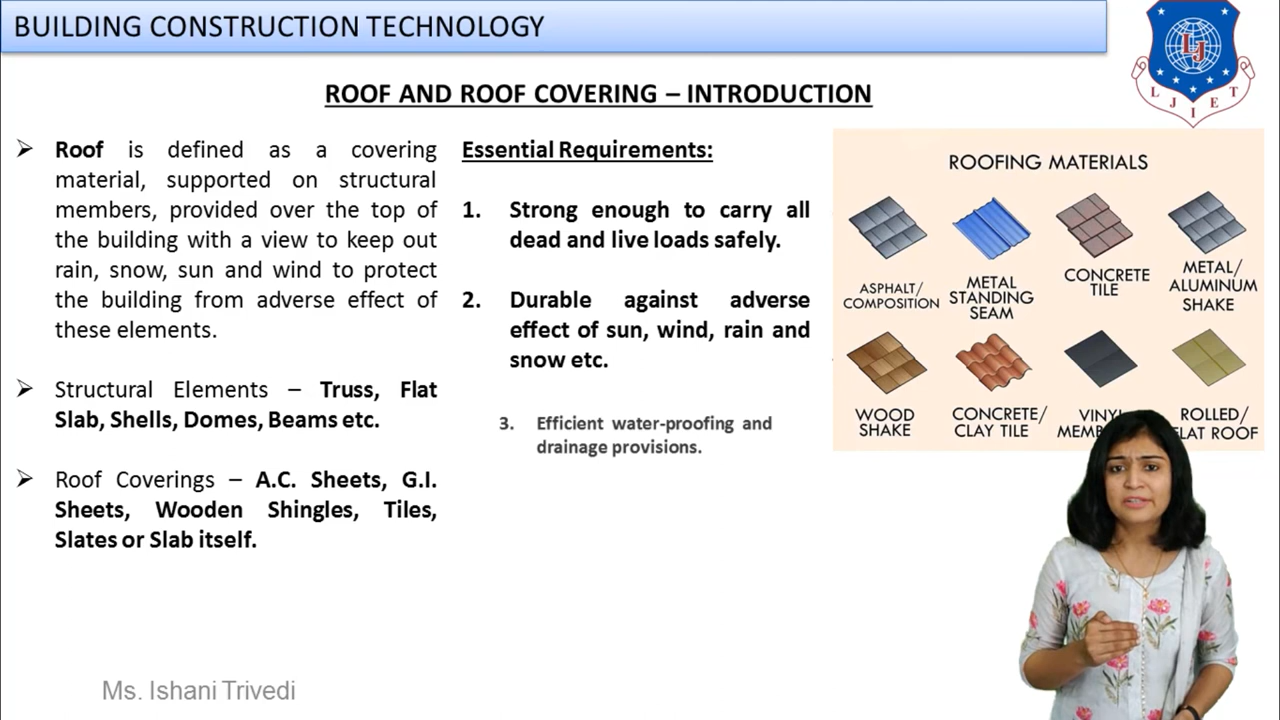 BUILDING CONSTRUCTION TECHNOLOGY
LJ
L J I E T
ROOF AND ROOF COVERING – INTRODUCTION
➢ Roof is defined as a covering
material, supported on structural
members, provided over the top of
the building with a view to keep out
rain, snow, sun and wind to protect
the building from adverse effect of
these elements.
➢ Structural Elements – Truss, Flat
Slab, Shells, Domes, Beams etc.
➢ Roof Coverings – A.C. Sheets, G.I.
Sheets, Wooden Shingles, Tiles,
Slates or Slab itself.
Essential Requirements:
1. Strong enough to carry all
dead and live loads safely.
2. Durable against adverse
effect of sun, wind, rain and
snow etc.
3. Efficient water-proofing and
drainage provisions.
ROOFING MATERIALS
ASPHALT/
COMPOSITION
METAL
STANDING
SEAM
CONCRETE
TILE
METAL/
ALUMINUM
SHAKE
WOOD
SHAKE
CONCRETE/
CLAY TILE
VINYL
ROLLED/
ROOF
Ms. Ishani Trivedi